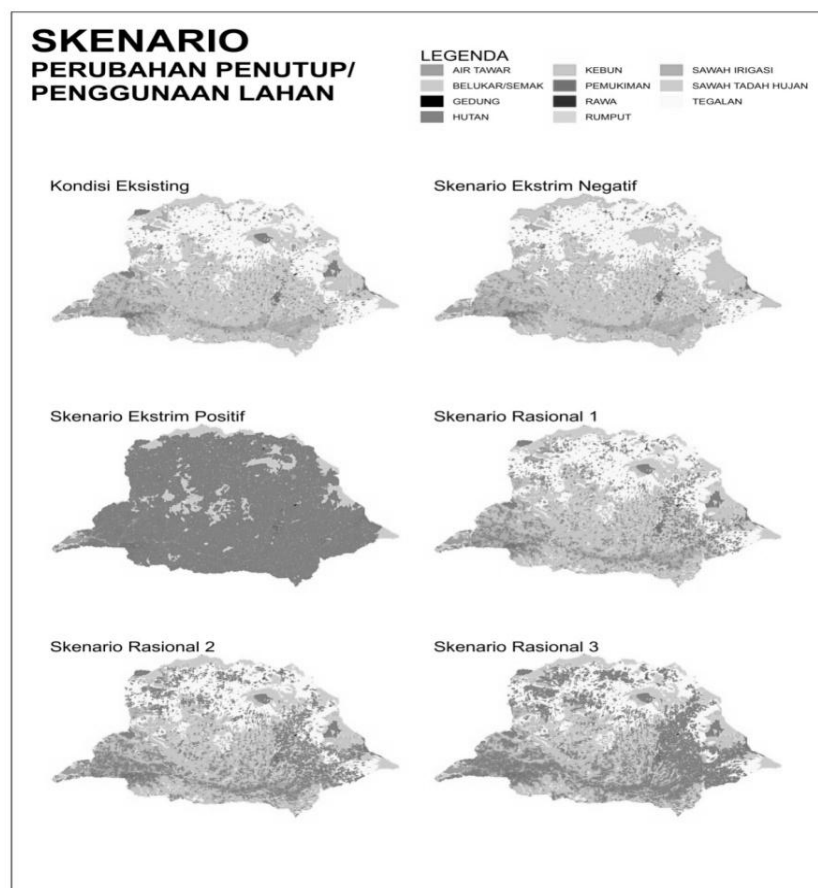 SKENARIO
PERUBAHAN PENUTUP/
PENGGUNAAN LAHAN
LEGENDA
AIR TAWAR
BELUKAR/SEMAK
GEDUNG
HUTAN
KEBUN
PEMUKIMAN
RAWA
RUMPUT
SAWAH IRIGASI
SAWAH TADAH HUJAN
TEGALAN
Kondisi Eksisting
Skenario Ekstrim Negatif
Skenario Ekstrim Positif
Skenario Rasional 1
Skenario Rasional 2
Skenario Rasional 3